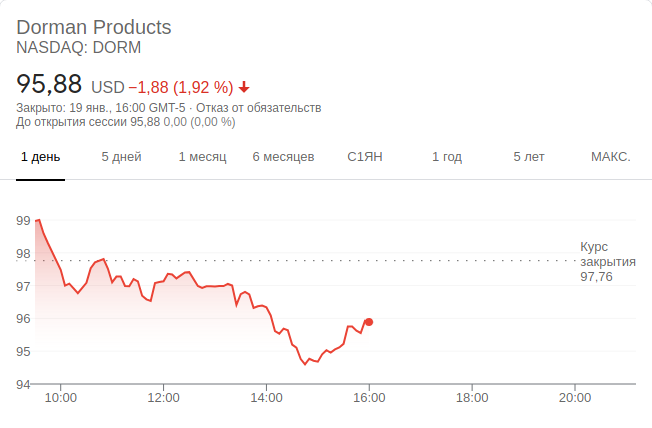 Dorman Products
NASDAQ: DORM
95,88 USD −1,88 (1,92 %)
Закрыто: 19 янв., 16:00 GMT-5 · Отказ от обязательств
До открытия сессии 95,88 0,00 (0,00 %)
1 день 5 дней 1 месяц 6 месяцев С1ЯН 1 год 5 лет МАКС.
99
98
97
96
95
94
Курс
закрытия
97,76
10:00 12:00 14:00 16:00 18:00 20:00